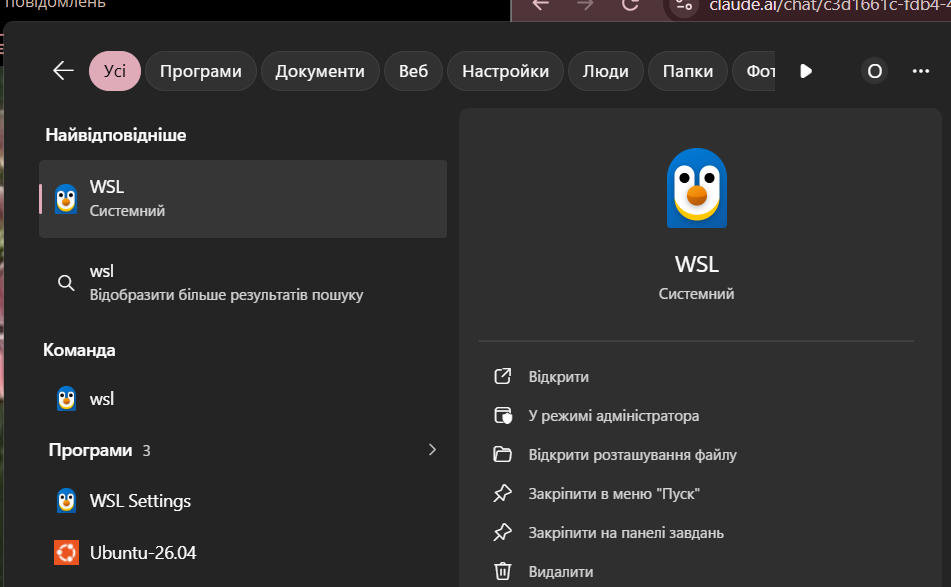 повідомлень
claude.ai/chat/c3d1661c-fdb4-4
Усі
Програми
Документи
Веб
Настройки
Люди
Папки
Фот
O
Найвідповідніше
WSL
Системний
wsl
Відобразити більше результатів пошуку
Команда
wsl
Програми 3
WSL Settings
Ubuntu-26.04
WSL
Системний
Відкрити
У режимі адміністратора
Відкрити розташування файлу
Закріпити в меню "Пуск"
Закріпити на панелі завдань
Видалити